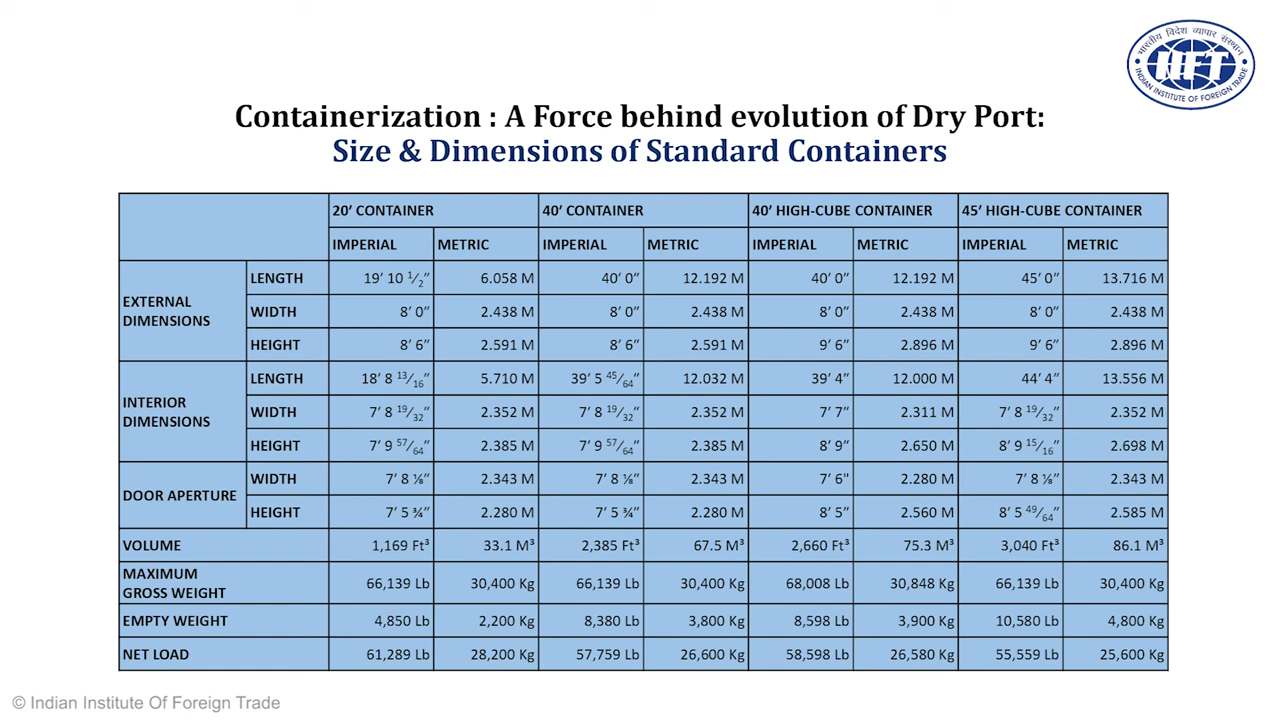 भारतीय विदेश व्यापार संस्थान
IIFT
INDIAN INSTITUTE OF FOREIGN TRADE
Containerization : A Force behind evolution of Dry Port:
Size & Dimensions of Standard Containers
20’ CONTAINER 40’ CONTAINER 40’ HIGH-CUBE CONTAINER 45’ HIGH-CUBE CONTAINER
IMPERIAL METRIC IMPERIAL METRIC IMPERIAL METRIC IMPERIAL METRIC
EXTERNAL DIMENSIONS LENGTH 19’ 10 1/2” 6.058 M 40’ 0” 12.192 M 40’ 0” 12.192 M 45’ 0” 13.716 M
WIDTH 8’ 0” 2.438 M 8’ 0” 2.438 M 8’ 0” 2.438 M 8’ 0” 2.438 M
HEIGHT 8’ 6” 2.591 M 8’ 6” 2.591 M 9’ 6” 2.896 M 9’ 6” 2.896 M
INTERIOR DIMENSIONS LENGTH 18’ 8 13/16” 5.710 M 39’ 5 45/64” 12.032 M 39’ 4” 12.000 M 44’ 4” 13.556 M
WIDTH 7’ 8 19/32” 2.352 M 7’ 8 19/32” 2.352 M 7’ 7” 2.311 M 7’ 8 19/32” 2.352 M
HEIGHT 7’ 9 57/64” 2.385 M 7’ 9 57/64” 2.385 M 8’ 9” 2.650 M 8’ 9 15/16” 2.698 M
DOOR APERTURE WIDTH 7’ 8 ⅛” 2.343 M 7’ 8 ⅛” 2.343 M 7’ 6" 2.280 M 7’ 8 ⅛” 2.343 M
HEIGHT 7’ 5 ¾” 2.280 M 7’ 5 ¾” 2.280 M 8’ 5” 2.560 M 8’ 5 49/64” 2.585 M
VOLUME 1,169 Ft³ 33.1 M³ 2,385 Ft³ 67.5 M³ 2,660 Ft³ 75.3 M³ 3,040 Ft³ 86.1 M³
MAXIMUM GROSS WEIGHT 66,139 Lb 30,400 Kg 66,139 Lb 30,400 Kg 68,008 Lb 30,848 Kg 66,139 Lb 30,400 Kg
EMPTY WEIGHT 4,850 Lb 2,200 Kg 8,380 Lb 3,800 Kg 8,598 Lb 3,900 Kg 10,580 Lb 4,800 Kg
NET LOAD 61,289 Lb 28,200 Kg 57,759 Lb 26,600 Kg 58,598 Lb 26,580 Kg 55,559 Lb 25,600 Kg
© Indian Institute Of Foreign Trade